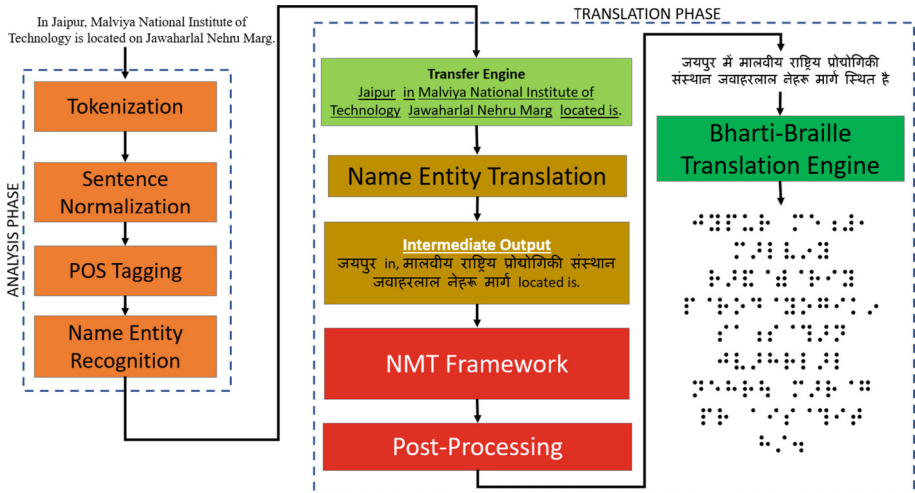 In Jaipur, Malviya National Institute of
Technology is located on Jawaharlal Nehru Marg.
ANALYSIS PHASE
Tokenization
Sentence
Normalization
POS Tagging
Name Entity
Recognition
TRANSLATION PHASE
Transfer Engine
Jaipur in Malviya National Institute of
Technology Jawaharlal Nehru Marg located is.
Name Entity Translation
Intermediate Output
जयपुर in, मालवीय राष्ट्रिय प्रोद्योगिकी संस्थान
जवाहरलाल नेहरू मार्ग located is.
NMT Framework
Post-Processing
जयपुर में मालवीय राष्ट्रिय प्रोद्योगिकी
संस्थान जवाहरलाल नेहरू मार्ग स्थित है
Bharti-Braille
Translation Engine